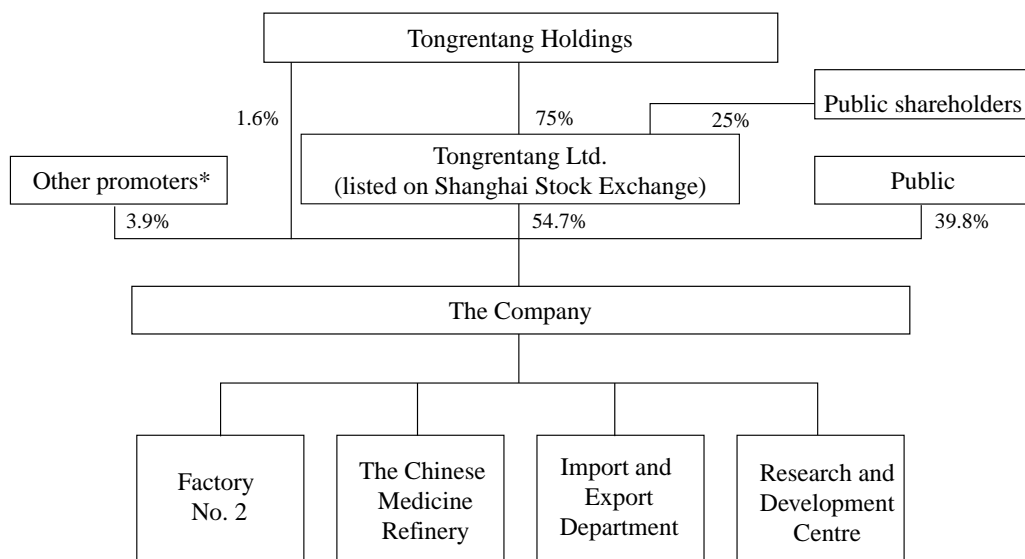 Tongrentang Holdings
1.6%
75%
25%
Public shareholders
Other promoters*
Tongrentang Ltd.
(listed on Shanghai Stock Exchange)
Public
3.9%
54.7%
39.8%
The Company
Factory
No. 2
The Chinese
Medicine
Refinery
Import and
Export
Department
Research and
Development
Centre